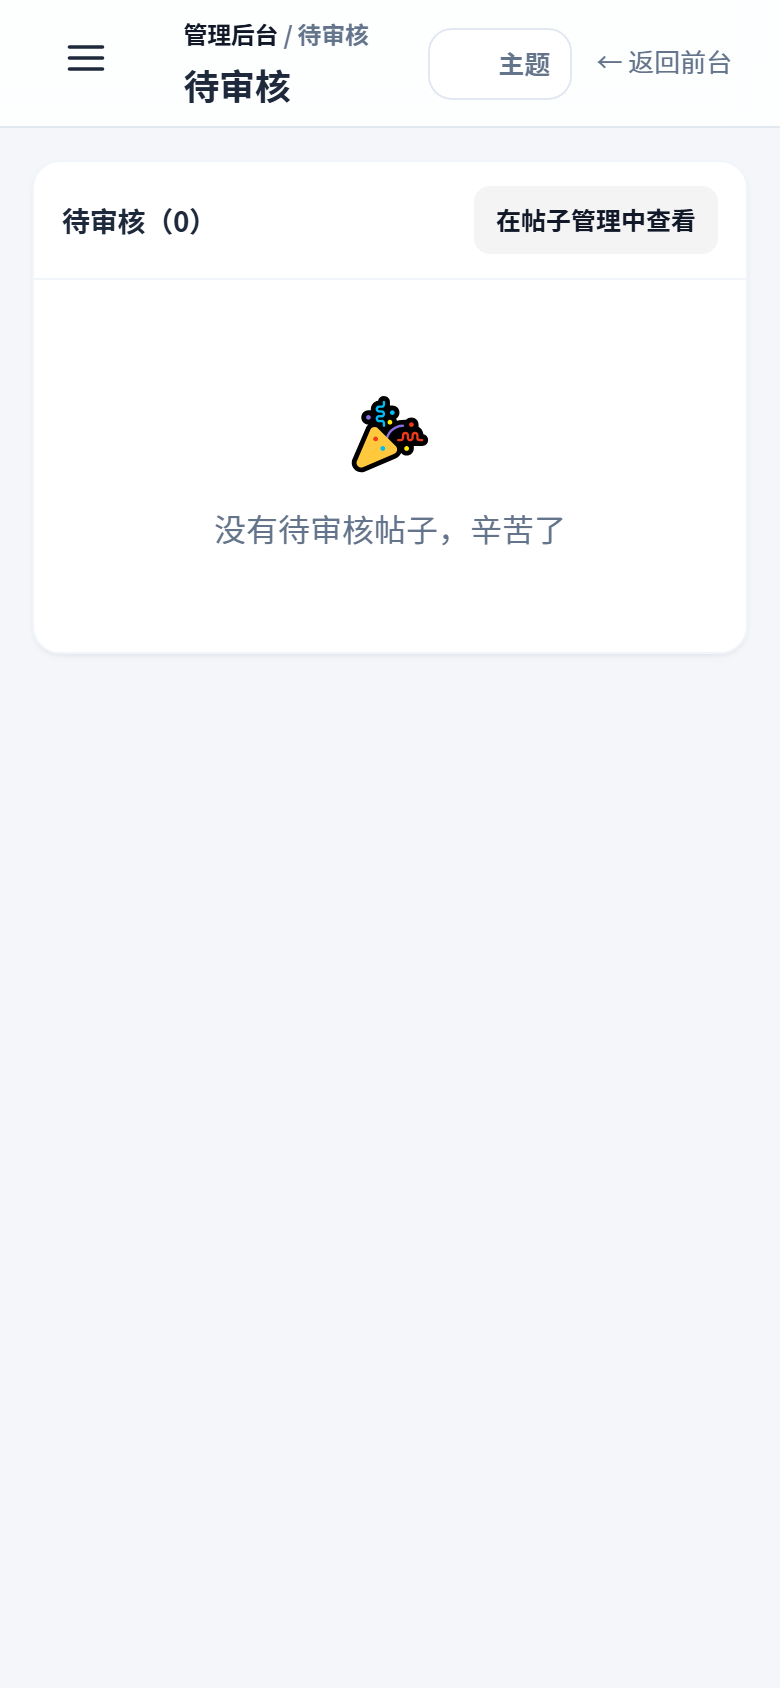 管理后台 / 待审核
待审核
主题
← 返回前台
待审核（0）
在帖子管理中查看
没有待审核帖子，辛苦了